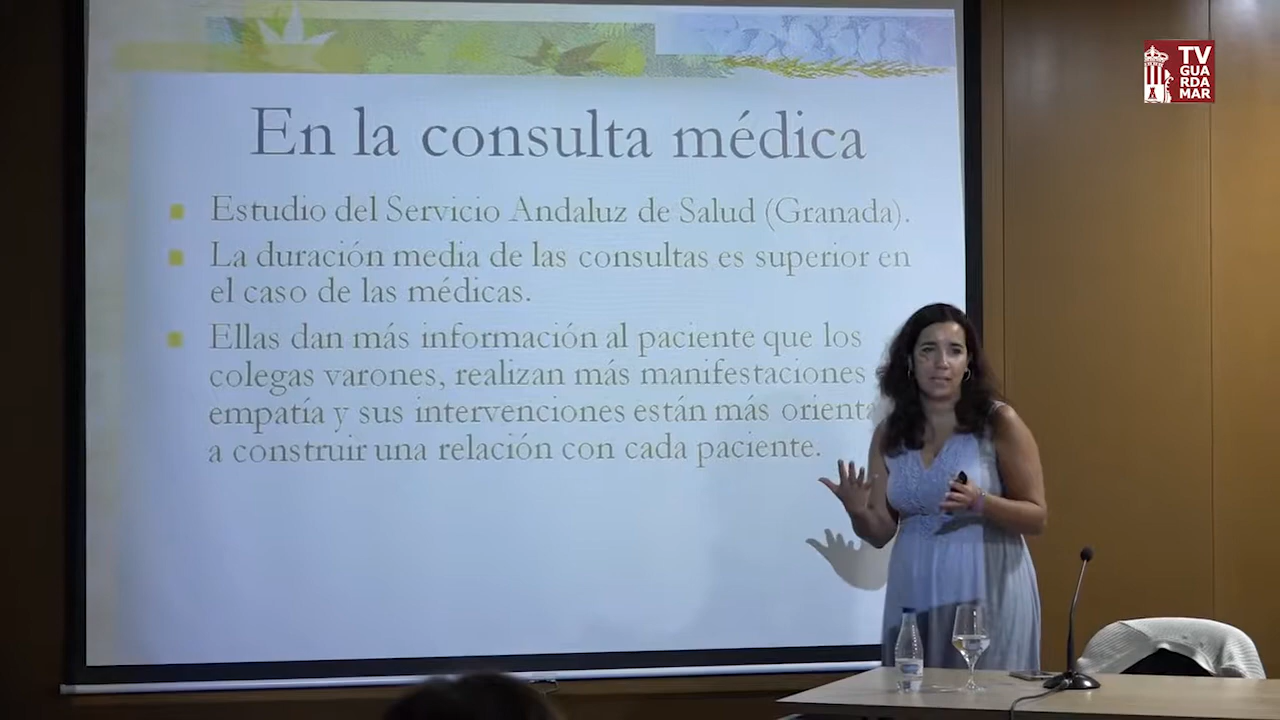 En la consulta médica
Estudio del Servicio Andaluz de Salud (Granada).
La duración media de las consultas es superior en
el caso de las médicas.
Ellas dan más información al paciente que los
colegas varones, realizan más manifestaciones
empatía y sus intervenciones están más orienta
a construir una relación con cada paciente.
TV
GUA
RDA
MAR